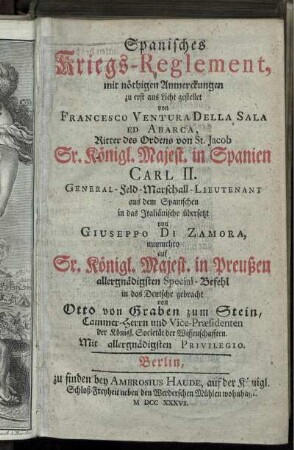 Spanisches
Kriegs-Reglement,
mit nöthigen Anmerckungen
zu erst ans Licht gestellet
von
FRANCESCO VENTURA DELLA SALA
ED ABARCA,
Ritter des Ordens von St. Jacob
Sr. Königl. Majest. in Spanien
CARL II.
GENERAL-Feld-Marschall-LIEUTENANT
aus dem Spanischen
in das Italiänische übersetzt
von
GIUSEPPO DI ZAMORA,
nunmehro
auf
Sr. Königl. Majest. in Preußen
allergnädigsten Special-Befehl
in das Deutsche gebracht
von
Otto von Graben zum Stein,
Cammer-Herrn und Vice-Præsidenten
der Königl. Societät der Wissenschafften.
Mit allergnädigsten PRIVILEGIO.
Berlin,
zu finden bey AMBROSIUS HAUDE, auf der Königl.
Schloß-Freyheit neben den Werderschen Mühlen wohnhafft.
M DCC XXXVI.